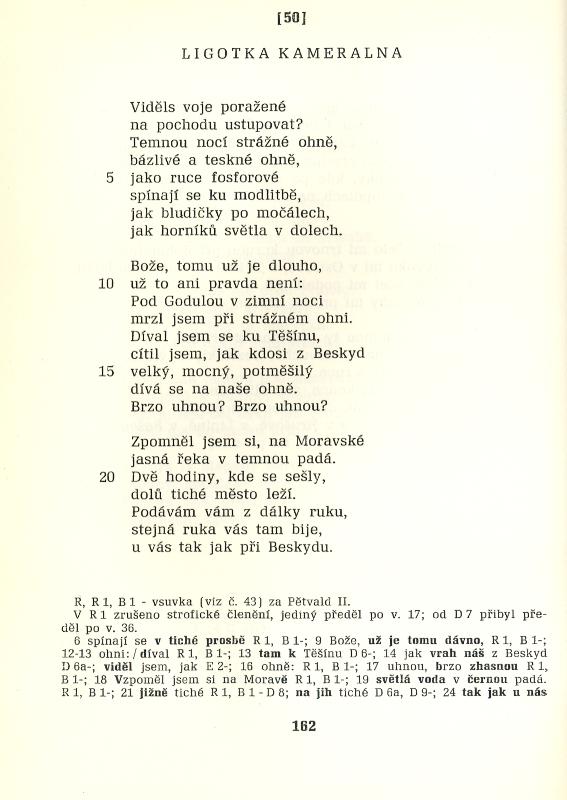 [50]
LIGOTKA KAMERALNA
Viděls voje poražené
na pochodu ustupovat?
Temnou nocí strážné ohně,
bázlivé a teskné ohně,
5 jako ruce fosforové
spínají se ku modlitbě,
jak bludičky po močálech,
jak horníků světla v dolech.
Bože, tomu už je dlouho,
10 už to ani pravda není:
Pod Godulou v zimní noci
mrzl jsem při strážném ohni.
Díval jsem se ku Těšínu,
cítil jsem, jak kdosi z Beskyd
15 velký, mocný, potměšilý
dívá se na naše ohně.
Brzo uhnou? Brzo uhnou?
Zpomněl jsem si, na Moravské
jasná řeka v temnou padá.
20 Dvě hodiny, kde se sešly,
dolů tiché město leží.
Podávám vám z dálky ruku,
stejná ruka vás tam bije,
u vás tak jak při Beskydu.
R, R 1, B 1 - vsuvka (viz č. 43) za Pětvald II.
V R 1 zrušeno strofické členění, jediný předěl po v. 17; od D 7 přibyl pře-
děl po v. 36.
6 spínají se v tiché prosbě R 1, B 1-; 9 Bože, už je tomu dávno, R 1, B 1-;
12-13 ohni:/díval R 1, B 1-; 13 tam k Těšínu D 6-; 14 jak vrah náš z Beskyd
D 6a-; viděl jsem, jak E 2-; 16 ohně: R 1, B 1-; 17 uhnou, brzo zhasnou R 1,
B 1-; 18 Vzpoměl jsem si na Moravě R 1, B 1-; 19 světlá voda v černou padá.
R 1, B 1-; 21 jižně tiché R 1, B 1 - D 8; na jih tiché D 6a, D 9-; 24 tak jak u nás
162